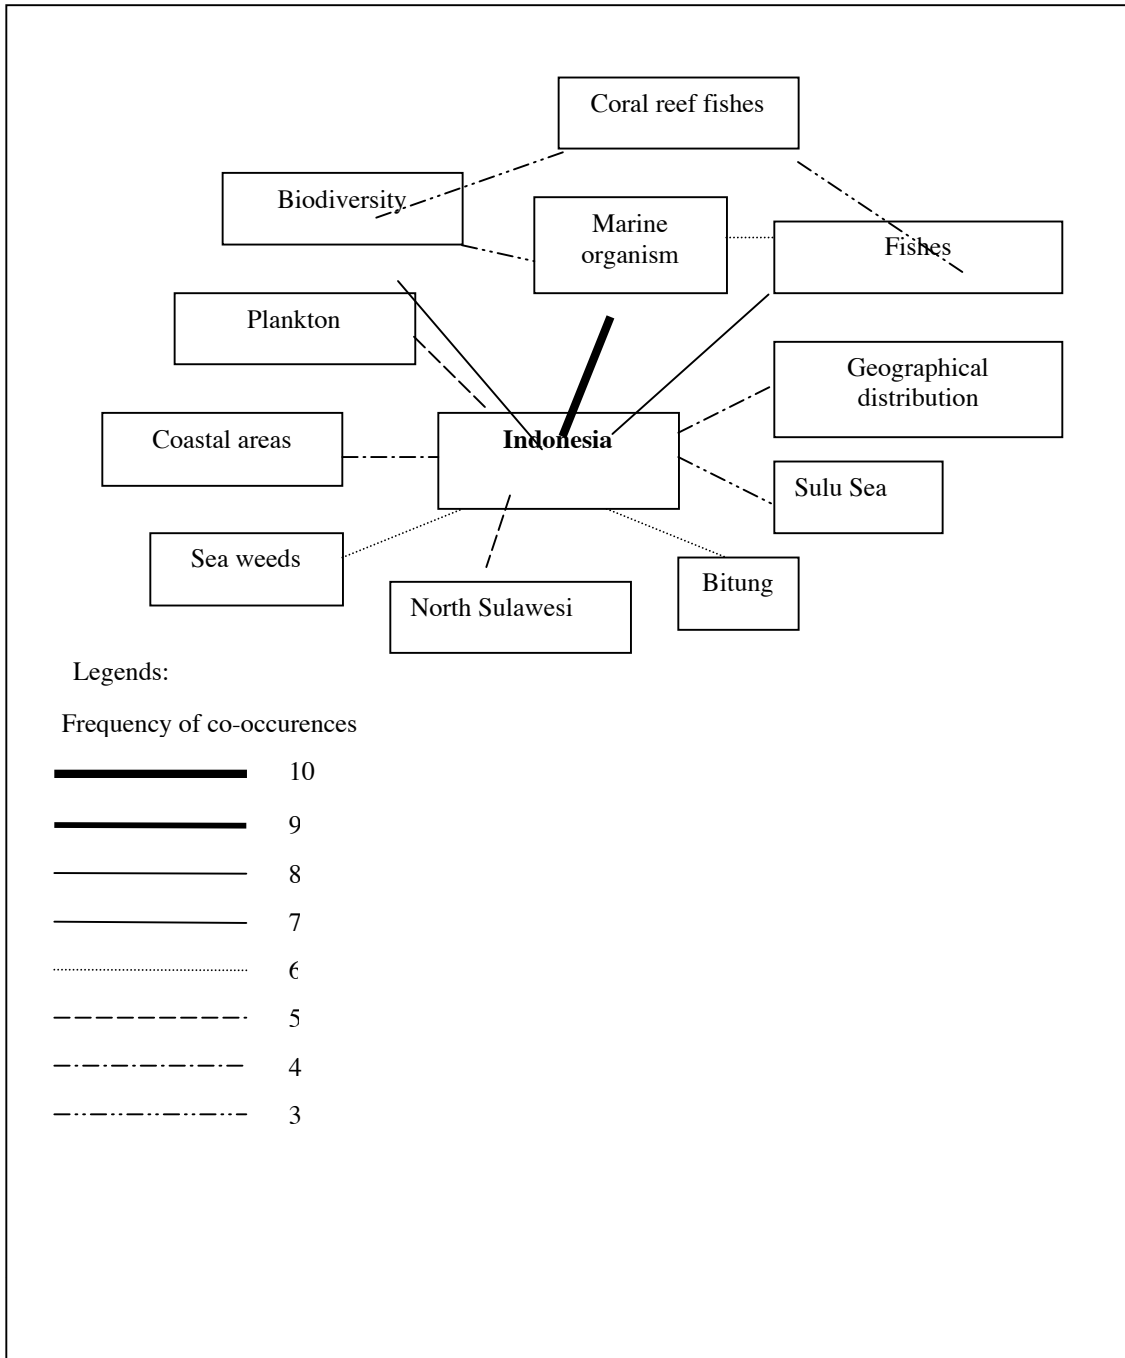 Coral reef fishes
Biodiversity
Marine
organism
Fishes
Plankton
Geographical
distribution
Coastal areas
Indonesia
Sulu Sea
Sea weeds
Bitung
North Sulawesi
Legends:
Frequency of co-occurences
10
9
8
7
6
5
4
3